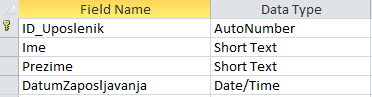 Field Name Data Type
ID_Uposlenik AutoNumber
Ime Short Text
Prezime Short Text
DatumZaposljavanja Date/Time